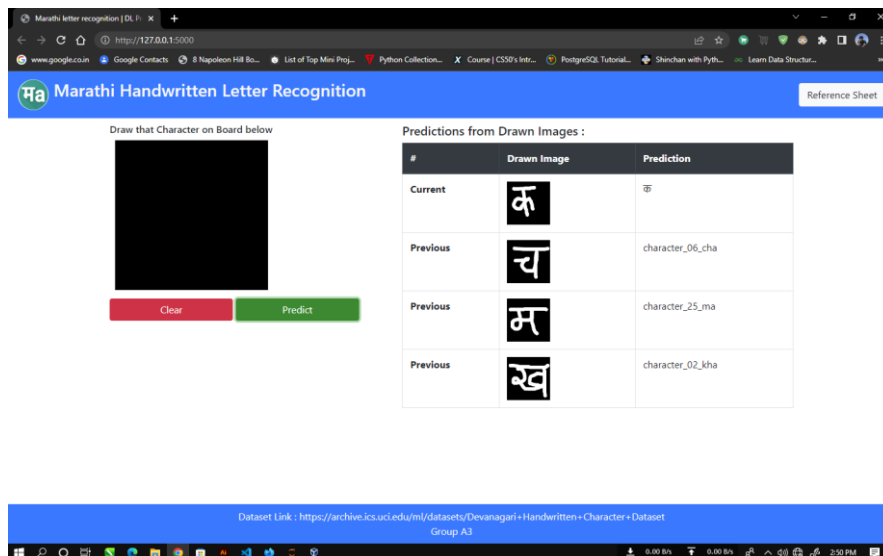 Marathi letter recognition | DL Pr
http://127.0.0.1:5000
www.google.co.in Google Contacts 8 Napoleon Hill Bo... List of Top Mini Proj... Python Collection... Course | CS50's Intr... PostgreSQL Tutorial... Shinchan with Pyth... Learn Data Structur...
मa Marathi Handwritten Letter Recognition
Reference Sheet
Draw that Character on Board below
Clear Predict
Predictions from Drawn Images :
# Drawn Image Prediction
Current क क
Previous च character_06_cha
Previous म character_25_ma
Previous ख character_02_kha
Dataset Link : https://archive.ics.uci.edu/ml/datasets/Devanagari+Handwritten+Character+Dataset
Group A3
0.00 B/s 0.00 B/s 2:50 PM